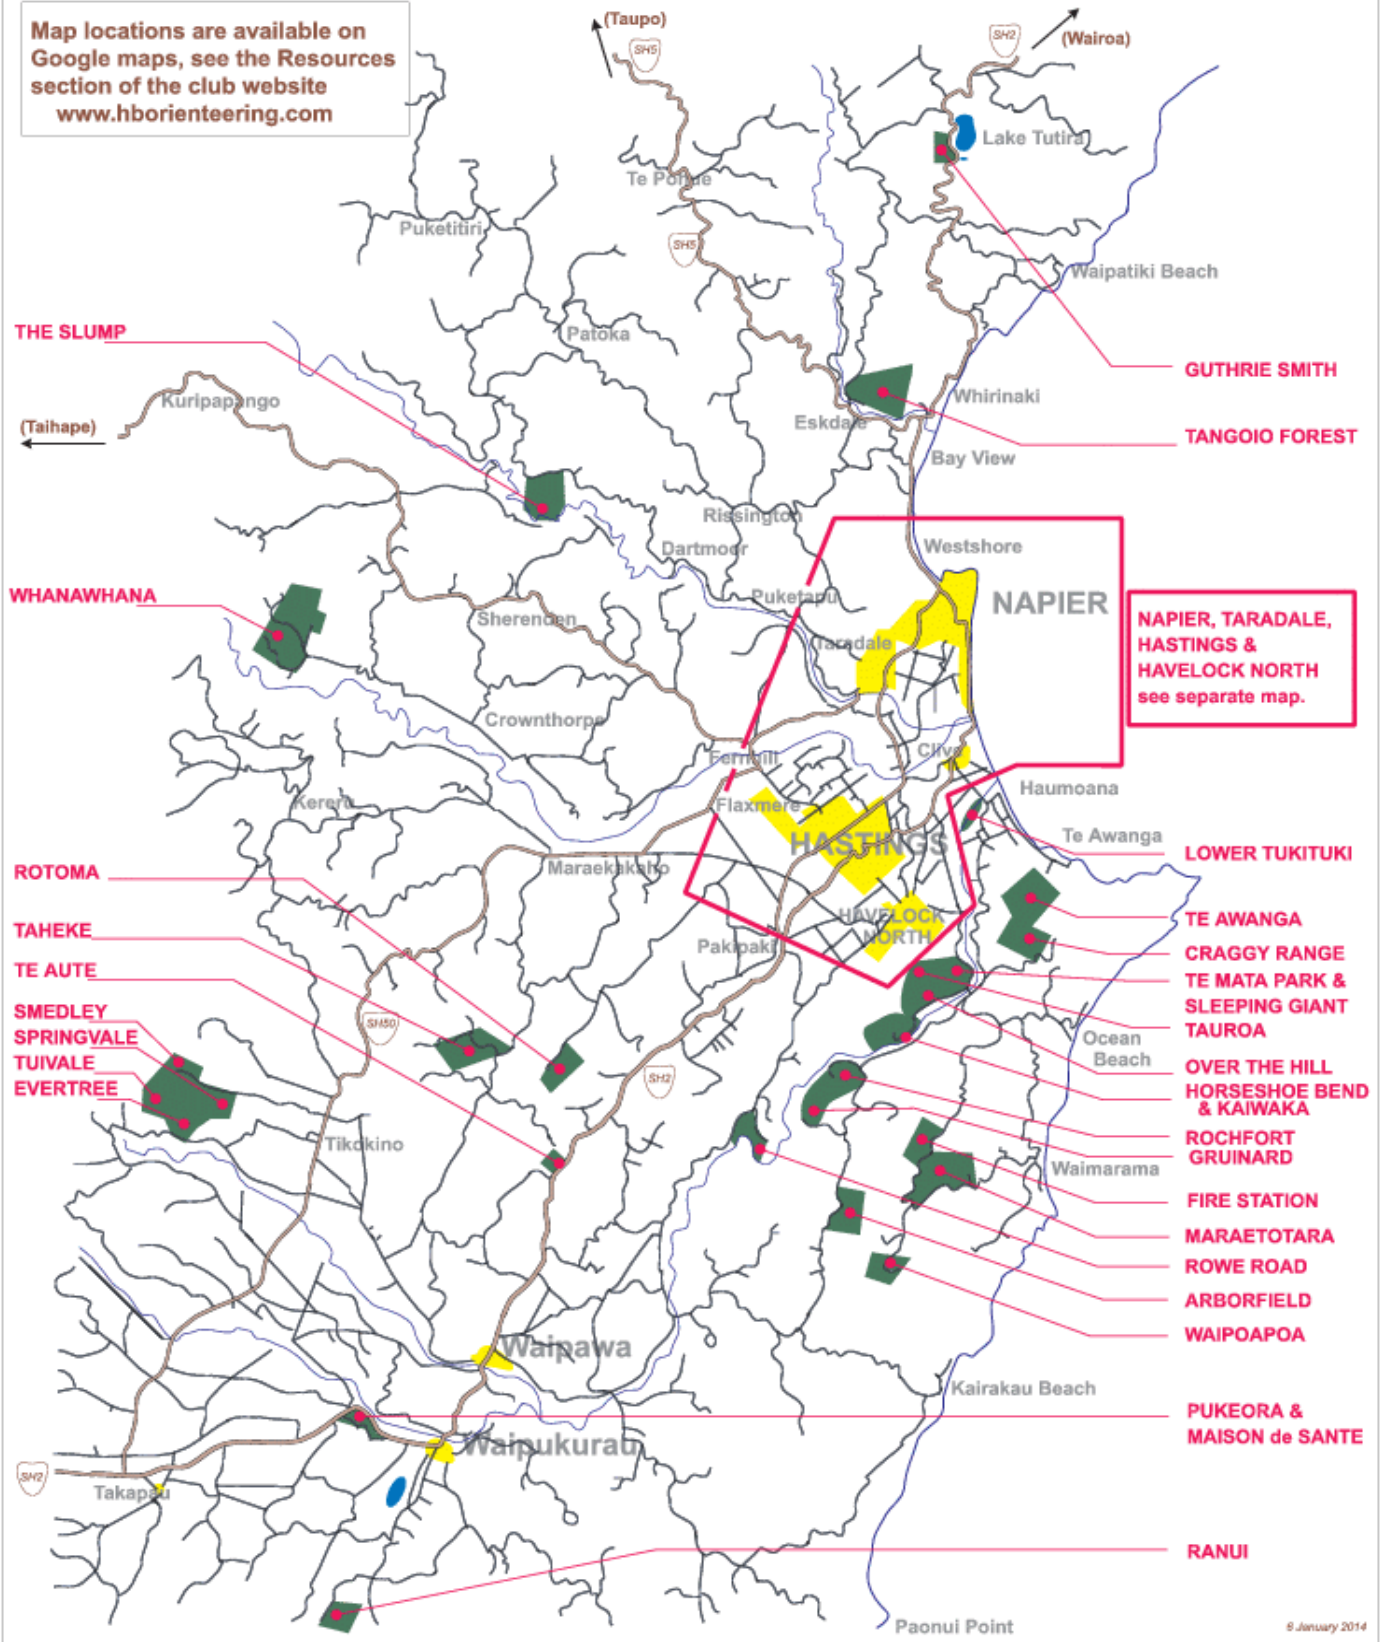 Map locations are available on
Google maps, see the Resources
section of the club website
www.hborienteering.com
(Taupo)
SH5
SH2
(Wairoa)
Lake Tutira
Te Pohue
Puketitiri
SH5
Waipatiki Beach
THE SLUMP
Patoka
GUTHRIE SMITH
Kuripapango
Whirinaki
(Taihape)
Eskdale
TANGOIO FOREST
Bay View
Rissington
Dartmoor
Westshore
WHANAWHANA
Puketapu
NAPIER
Sherenden
Taradale
NAPIER, TARADALE,
HASTINGS &
HAVELOCK NORTH
see separate map.
Crownthorpe
Fernhill
Clive
Kereru
Flaxmere
Haumoana
HASTINGS
Te Awanga
Maraekakaho
LOWER TUKITUKI
ROTOMA
HAVELOCK
NORTH
TE AWANGA
TAHEKE
Pakipaki
CRAGGY RANGE
TE AUTE
TE MATA PARK &
SLEEPING GIANT
SMEDLEY
SH50
TAUROA
SPRINGVALE
Ocean
Beach
TUIVALE
OVER THE HILL
EVERTREE
SH2
HORSESHOE BEND
& KAIWAKA
Tikokino
ROCHFORT
GRUINARD
Waimarama
FIRE STATION
MARAETOTARA
ROWE ROAD
ARBORFIELD
WAIPOAPOA
Waipawa
Kairakau Beach
PUKEORA &
MAISON de SANTE
Waipukurau
SH2
Takapau
RANUI
Paonui Point
6 January 2014